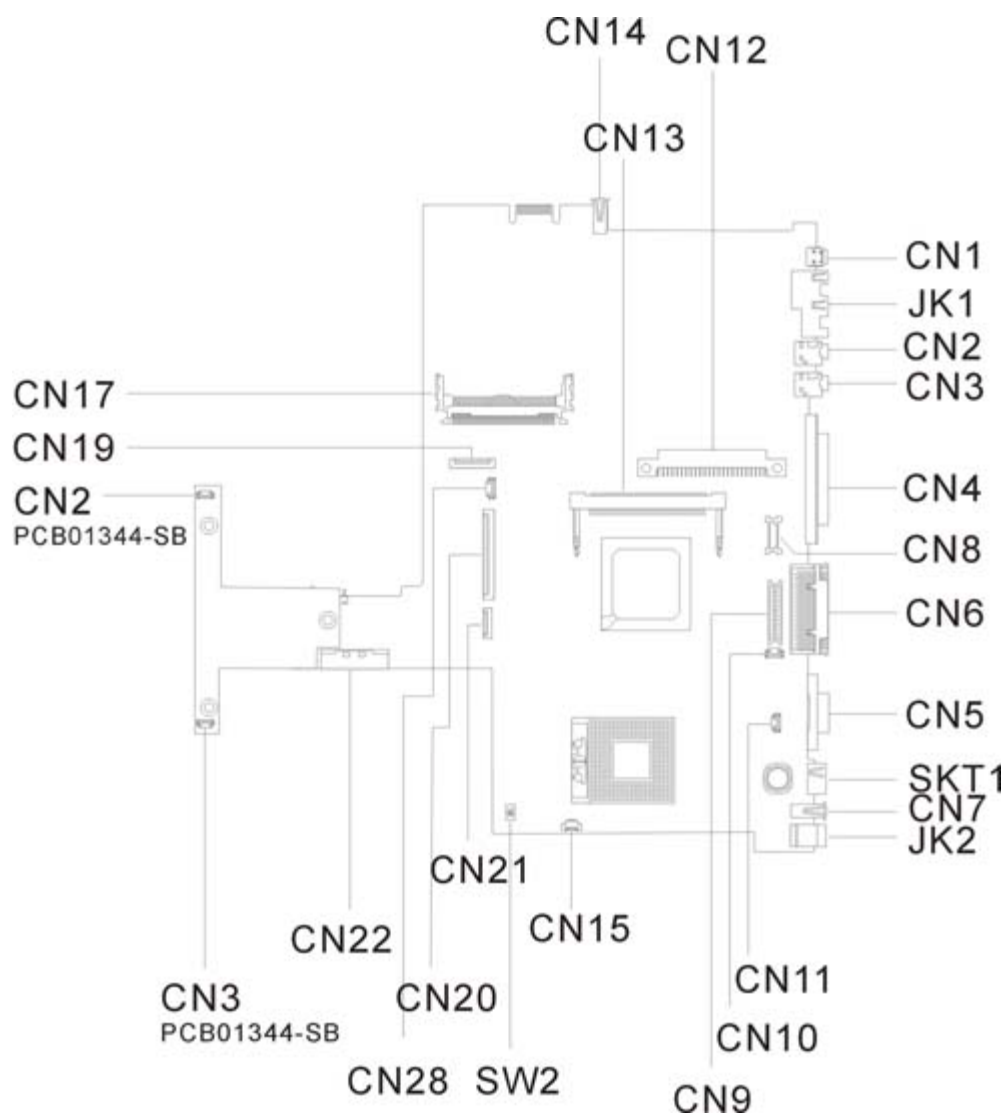 CN14
CN12
CN13
CN1
JK1
CN2
CN3
CN17
CN19
CN2
PCB01344-SB
CN4
CN8
CN6
CN5
SKT1
CN7
JK2
CN21
CN15
CN22
CN11
CN3
PCB01344-SB
CN20
CN10
CN28
SW2
CN9